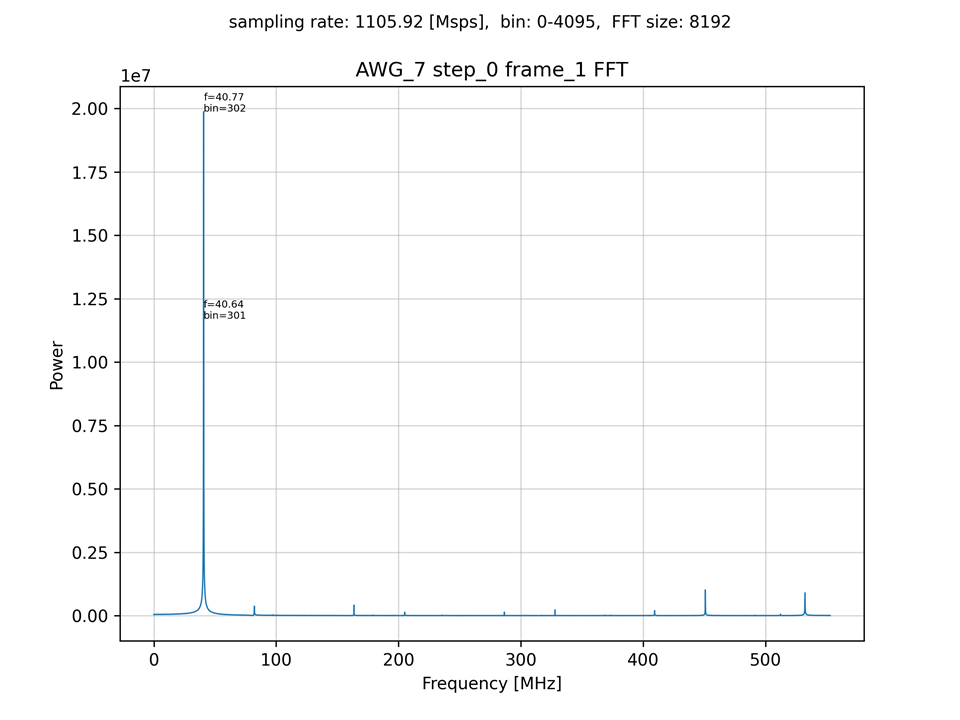 sampling rate: 1105.92 [Msps],  bin: 0-4095,  FFT size: 8192
AWG_7 step_0 frame_1 FFT
1e7
f=40.77
bin=302
2.00
1.75
1.50
1.25
f=40.64
bin=301
1.00
0.75
0.50
0.25
0.00
Power
0 100 200 300 400 500
Frequency [MHz]